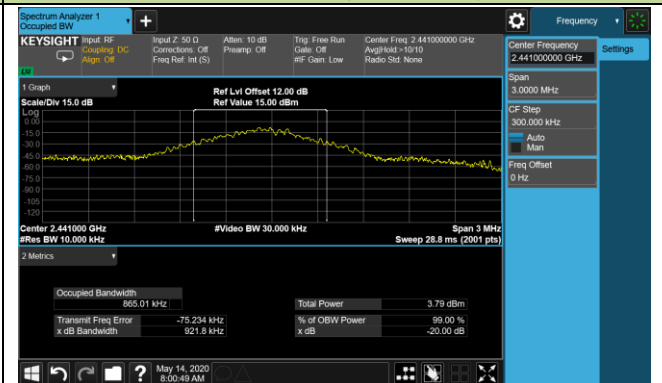 Spectrum Analyzer 1
Occupied BW
+
Frequency
KEYSIGHT
Input: RF
Coupling: DC
Align: Off
Input Z: 50 Ω
Corrections: Off
Freq Ref: Int (S)
Atten: 10 dB
Preamp: Off
Trig: Free Run
Gate: Off
#IF Gain: Low
Center Freq: 2.441000000 GHz
Avg|Hold:>10/10
Radio Std: None
Center Frequency
2.441000000 GHz
Settings
Span
3.0000 MHz
CF Step
300.000 kHz
Auto
Man
Freq Offset
0 Hz
1 Graph
Scale/Div 15.0 dB
Ref Lvl Offset 12.00 dB
Ref Value 15.00 dBm
Log
0.00
-15.0
-30.0
-45.0
-60.0
-75.0
-90.0
-105
-120
Center 2.441000 GHz
#Res BW 10.000 kHz
#Video BW 30.000 kHz
Span 3 MHz
Sweep 28.8 ms (2001 pts)
2 Metrics
Occupied Bandwidth
865.01 kHz
Total Power 3.79 dBm
Transmit Freq Error -75.234 kHz
% of OBW Power 99.00 %
x dB Bandwidth 921.8 kHz
x dB -20.00 dB
?
May 14, 2020
8:00:49 AM